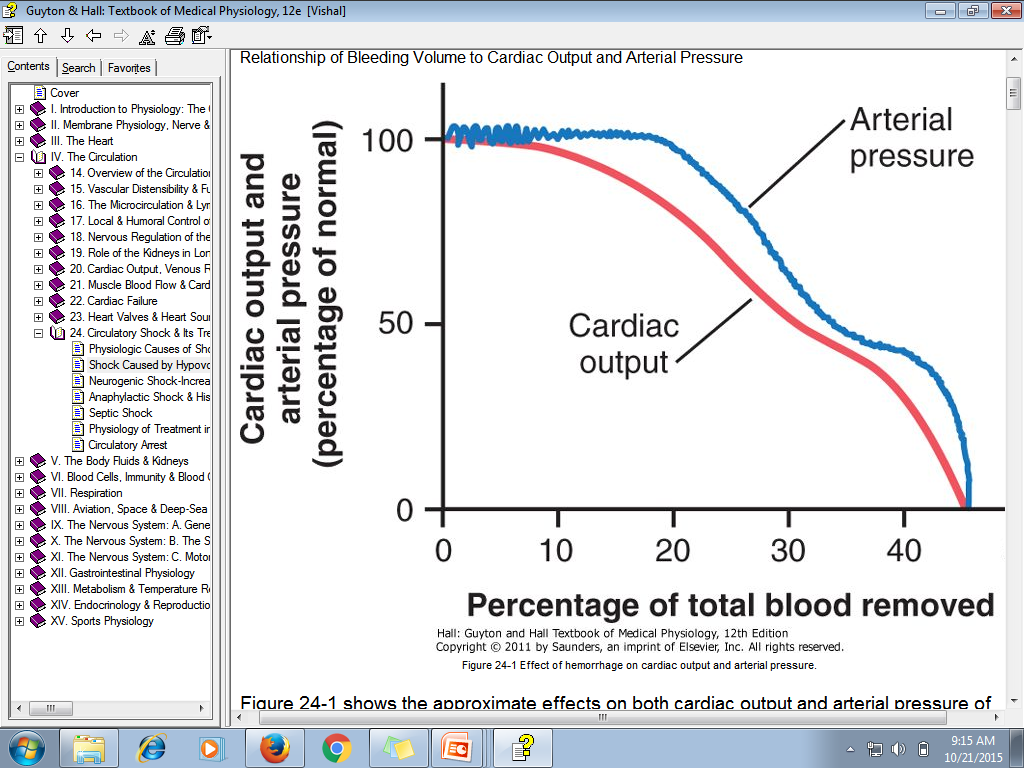 Guyton & Hall: Textbook of Medical Physiology, 12e [Vishal]
Contents Search Favorites
Cover
I. Introduction to Physiology: The
II. Membrane Physiology, Nerve &
III. The Heart
IV. The Circulation
14. Overview of the Circulation
15. Vascular Distensibility & Fu
16. The Microcirculation & Lyr
17. Local & Humoral Control o
18. Nervous Regulation of the
19. Role of the Kidneys in Lon
20. Cardiac Output, Venous R
21. Muscle Blood Flow & Card
22. Cardiac Failure
23. Heart Valves & Heart Sour
24. Circulatory Shock & Its Tre
Physiologic Causes of Sho
Shock Caused by Hypovo
Neurogenic Shock-Increa
Anaphylactic Shock & His
Septic Shock
Physiology of Treatment in
Circulatory Arrest
V. The Body Fluids & Kidneys
VI. Blood Cells, Immunity & Blood
VII. Respiration
VIII. Aviation, Space & Deep-Sea
IX. The Nervous System: A. Gene
X. The Nervous System: B. The S
XI. The Nervous System: C. Moto
XII. Gastrointestinal Physiology
XIII. Metabolism & Temperature R
XIV. Endocrinology & Reproductio
XV. Sports Physiology
Relationship of Bleeding Volume to Cardiac Output and Arterial Pressure
Cardiac output and
arterial pressure
(percentage of normal)
100
50
0
Arterial
pressure
Cardiac
output
0 10 20 30 40
Percentage of total blood removed
Hall: Guyton and Hall Textbook of Medical Physiology, 12th Edition
Copyright © 2011 by Saunders, an imprint of Elsevier, Inc. All rights reserved.
Figure 24-1 Effect of hemorrhage on cardiac output and arterial pressure.
Figure 24-1 shows the approximate effects on both cardiac output and arterial pressure of
9:15 AM
10/21/2015